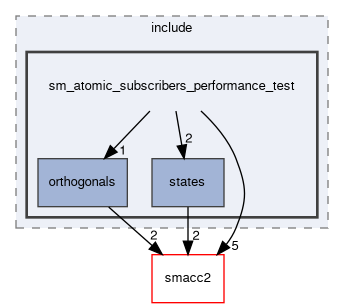 include
sm_atomic_subscribers_performance_test
1
2
orthogonals
states
2
2
5
smacc2